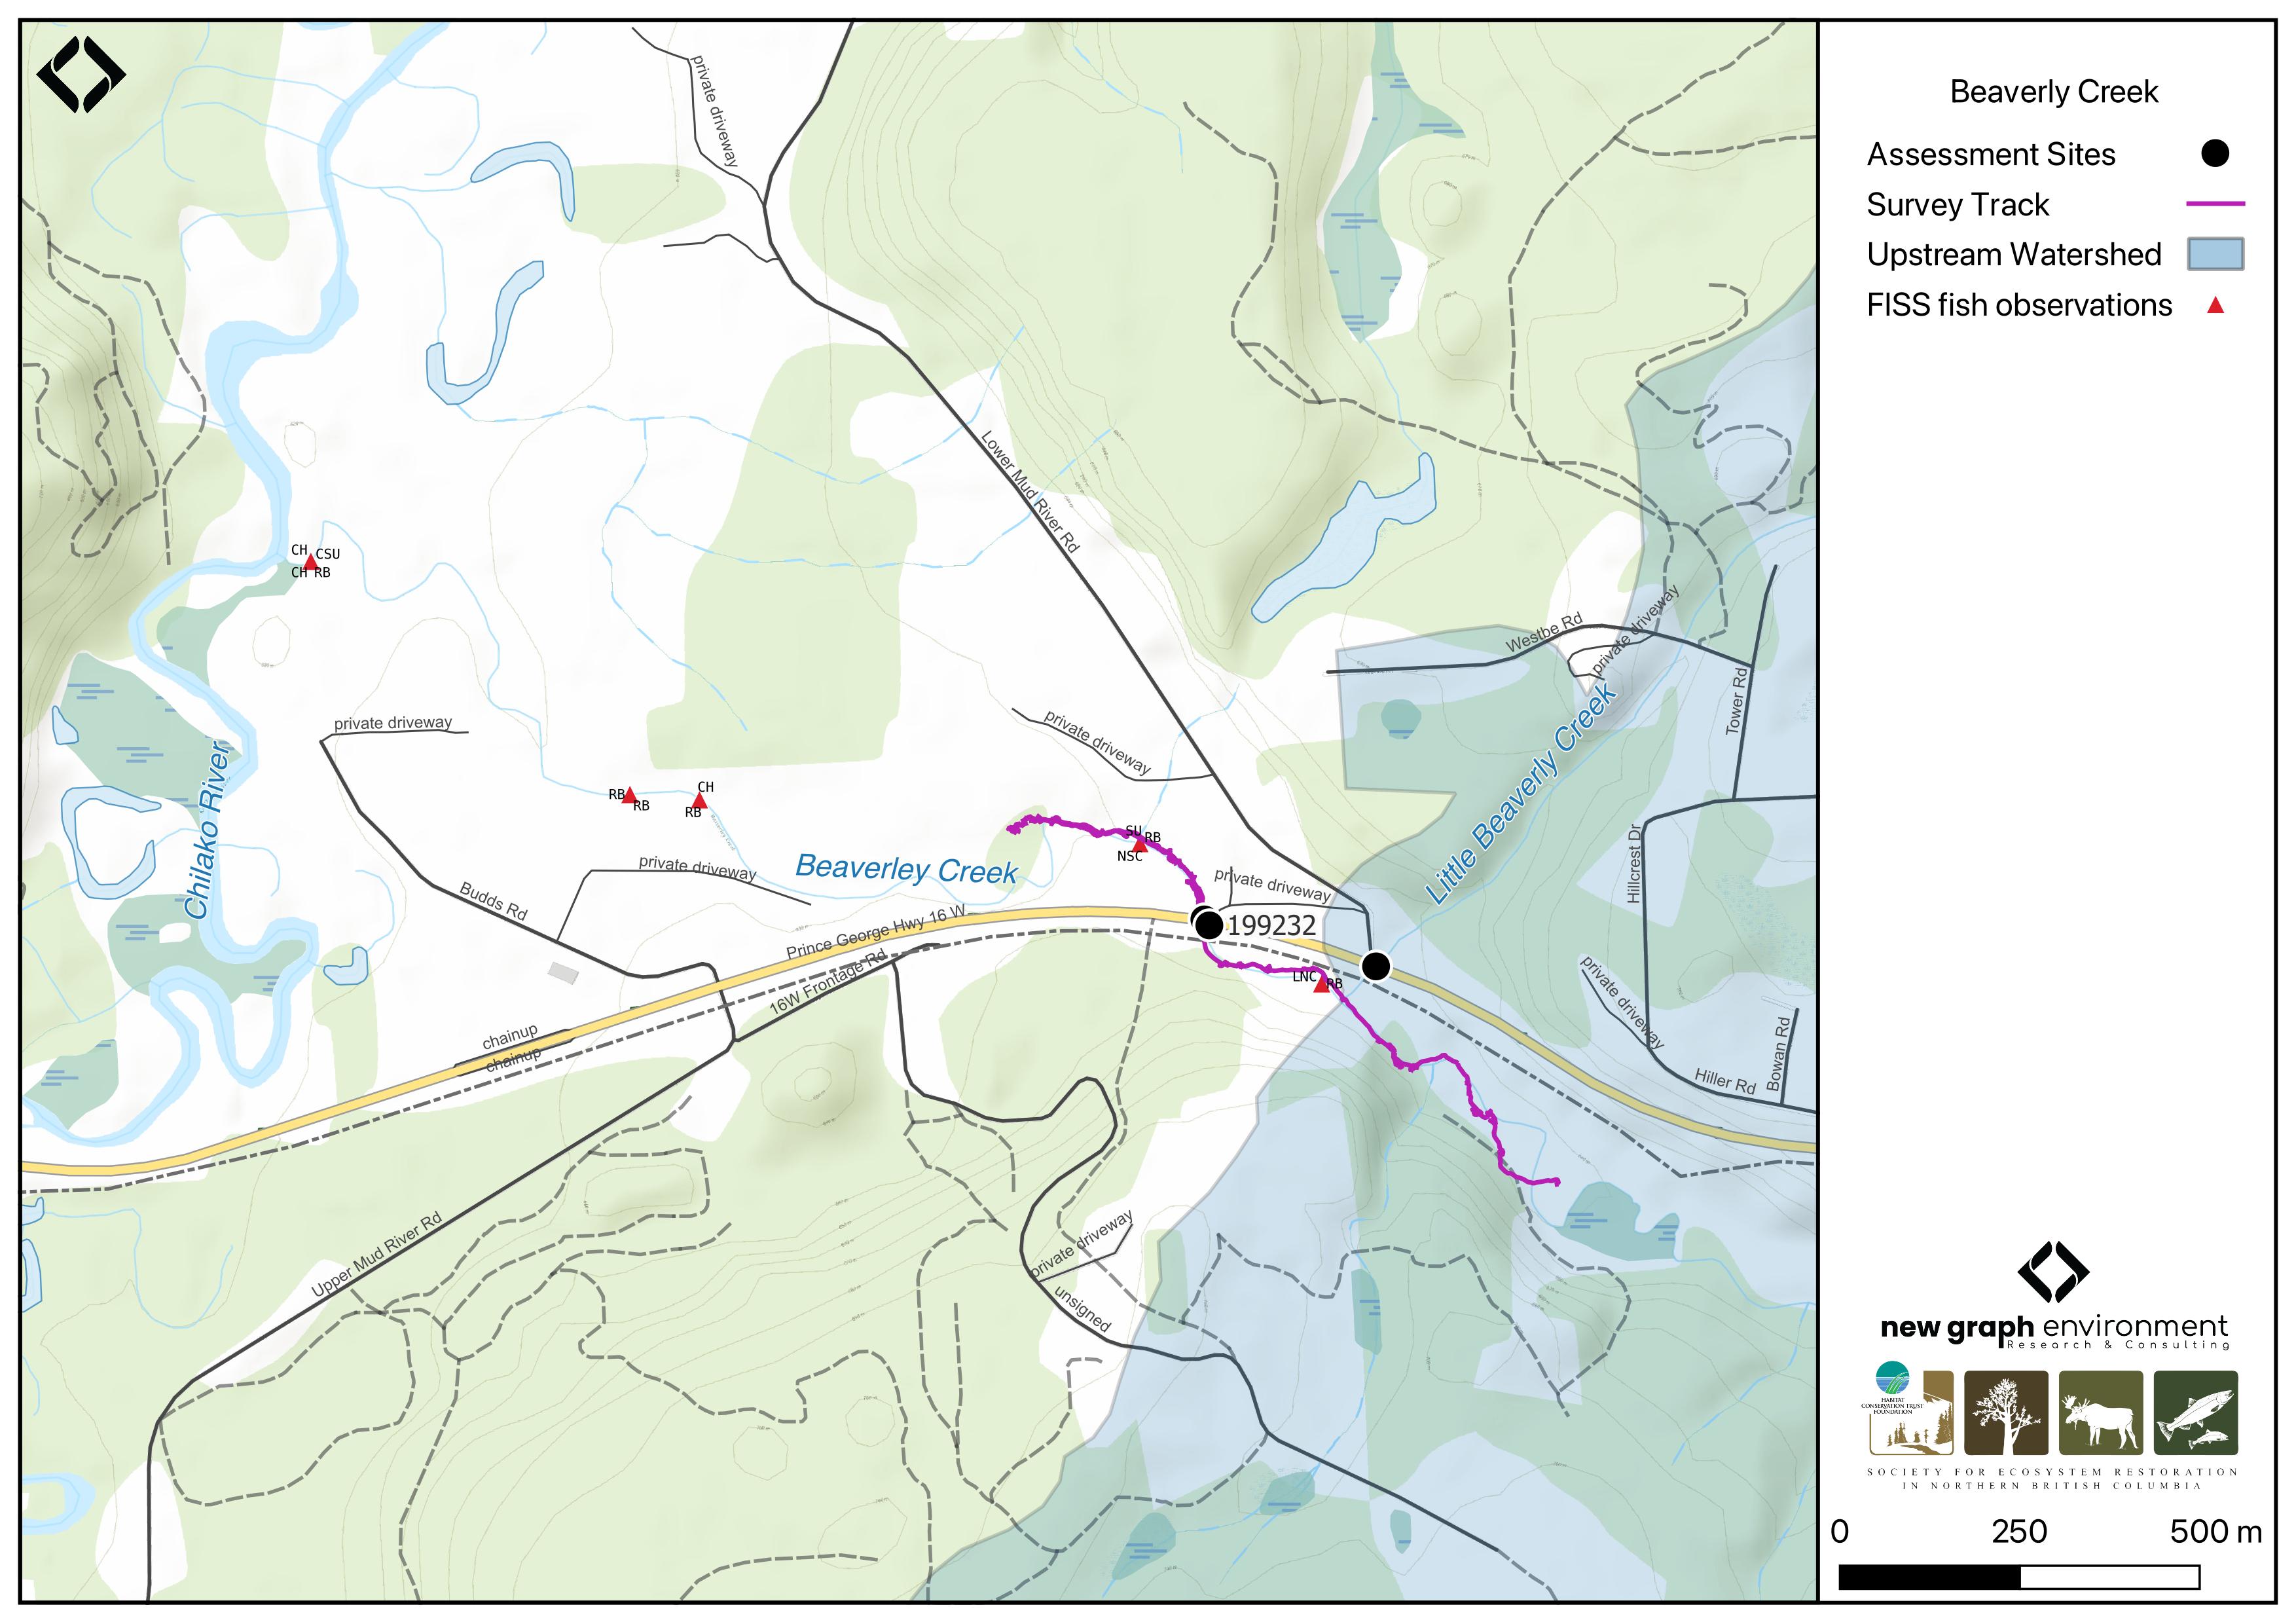 Beaverly Creek
Assessment Sites
Survey Track
Upstream Watershed
FISS fish observations
private driveway
Lower Mud River Rd
CH
CSU
CH
RB
Westbe Rd
private driveway
Tower Rd
private driveway
private driveway
Chilako River
Little Beaverly Creek
RB
RB
CH
RB
SU
RB
NSC
Beaverley Creek
private driveway
private driveway
Hillcrest Dr
Budds Rd
199232
Prince George Hwy 16 W
16W Frontage Rd
LNC
RB
private driveway
chainup
chainup
Bowan Rd
Hiller Rd
Upper Mud River Rd
private driveway
unsigned
new graph environment
Research & Consulting
HABITAT
CONSERVATION TRUST
FOUNDATION
SOCIETY FOR ECOSYSTEM RESTORATION
IN NORTHERN BRITISH COLUMBIA
0 250 500 m